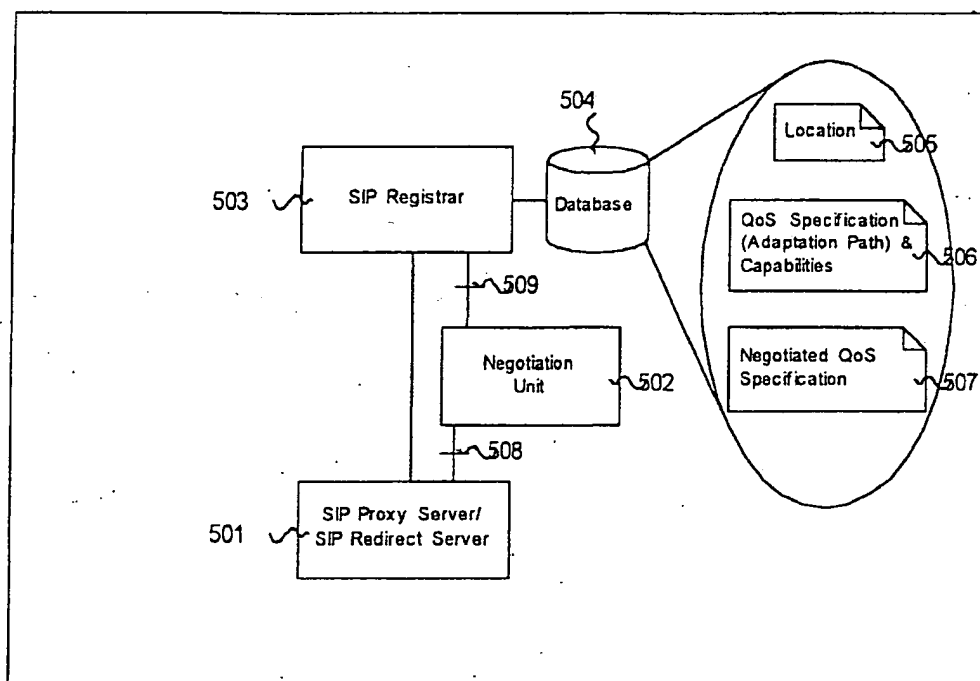 504
Location
505
503
SIP Registrar
Database
QoS Specification
(Adaptation Path) &
Capabilities
506
509
Negotiation
Unit
502
Negotiated QoS
Specification
507
508
501
SIP Proxy Server/
SIP Redirect Server